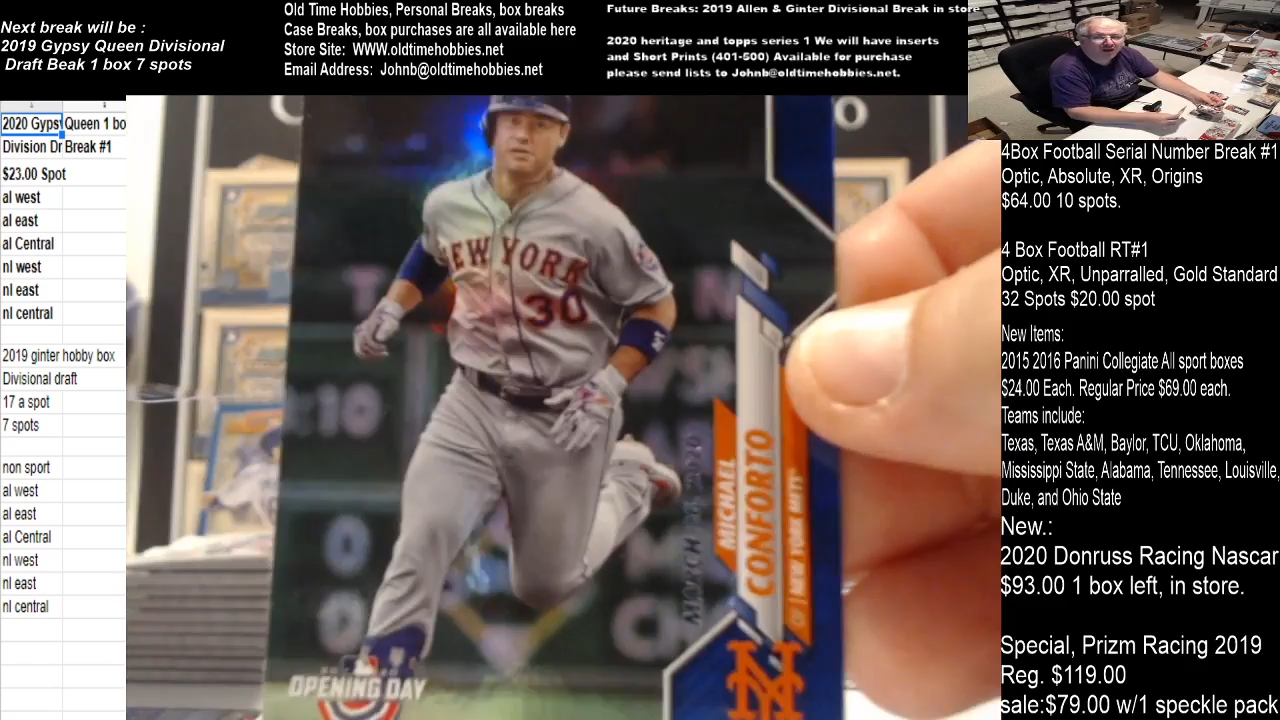 Next break will be :
2019 Gypsy Queen Divisional
Draft Beak 1 box 7 spots
Old Time Hobbies, Personal Breaks, box breaks
Case Breaks, box purchases are all available here
Store Site: WWW.oldtimehobbies.net
Email Address: Johnb@oldtimehobbies.net
Future Breaks: 2019 Allen & Ginter Divisional Break in store
2020 heritage and topps series 1 We will have inserts
and Short Prints (401-500) Available for purchase
please send lists to Johnb@oldtimehobbies.net.
2020 Gypsy Queen 1 bo
Division Dr Break #1
$23.00 Spot
al west
al east
al Central
nl west
nl east
nl central
2019 ginter hobby box
Divisional draft
17 a spot
7 spots
non sport
al west
al east
al Central
nl west
nl east
nl central
NEW YORK
30
MICHAEL
CONFORTO
OF | NEW YORK METS
OPENING DAY
NY
4Box Football Serial Number Break #1
Optic, Absolute, XR, Origins
$64.00 10 spots.
4 Box Football RT#1
Optic, XR, Unparralled, Gold Standard
32 Spots $20.00 spot
New Items:
2015 2016 Panini Collegiate All sport boxes
$24.00 Each. Regular Price $69.00 each.
Teams include:
Texas, Texas A&M, Baylor, TCU, Oklahoma,
Mississippi State, Alabama, Tennessee, Louisville,
Duke, and Ohio State
New.:
2020 Donruss Racing Nascar
$93.00 1 box left, in store.
Special, Prizm Racing 2019
Reg. $119.00
sale:$79.00 w/1 speckle pack